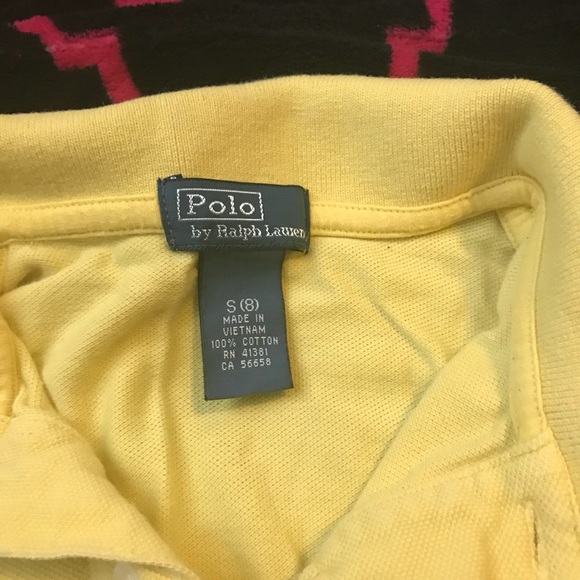 Polo
by Ralph Lauren
S (8)
MADE IN
VIETNAM
100% COTTON
RN 41381
CA 56658